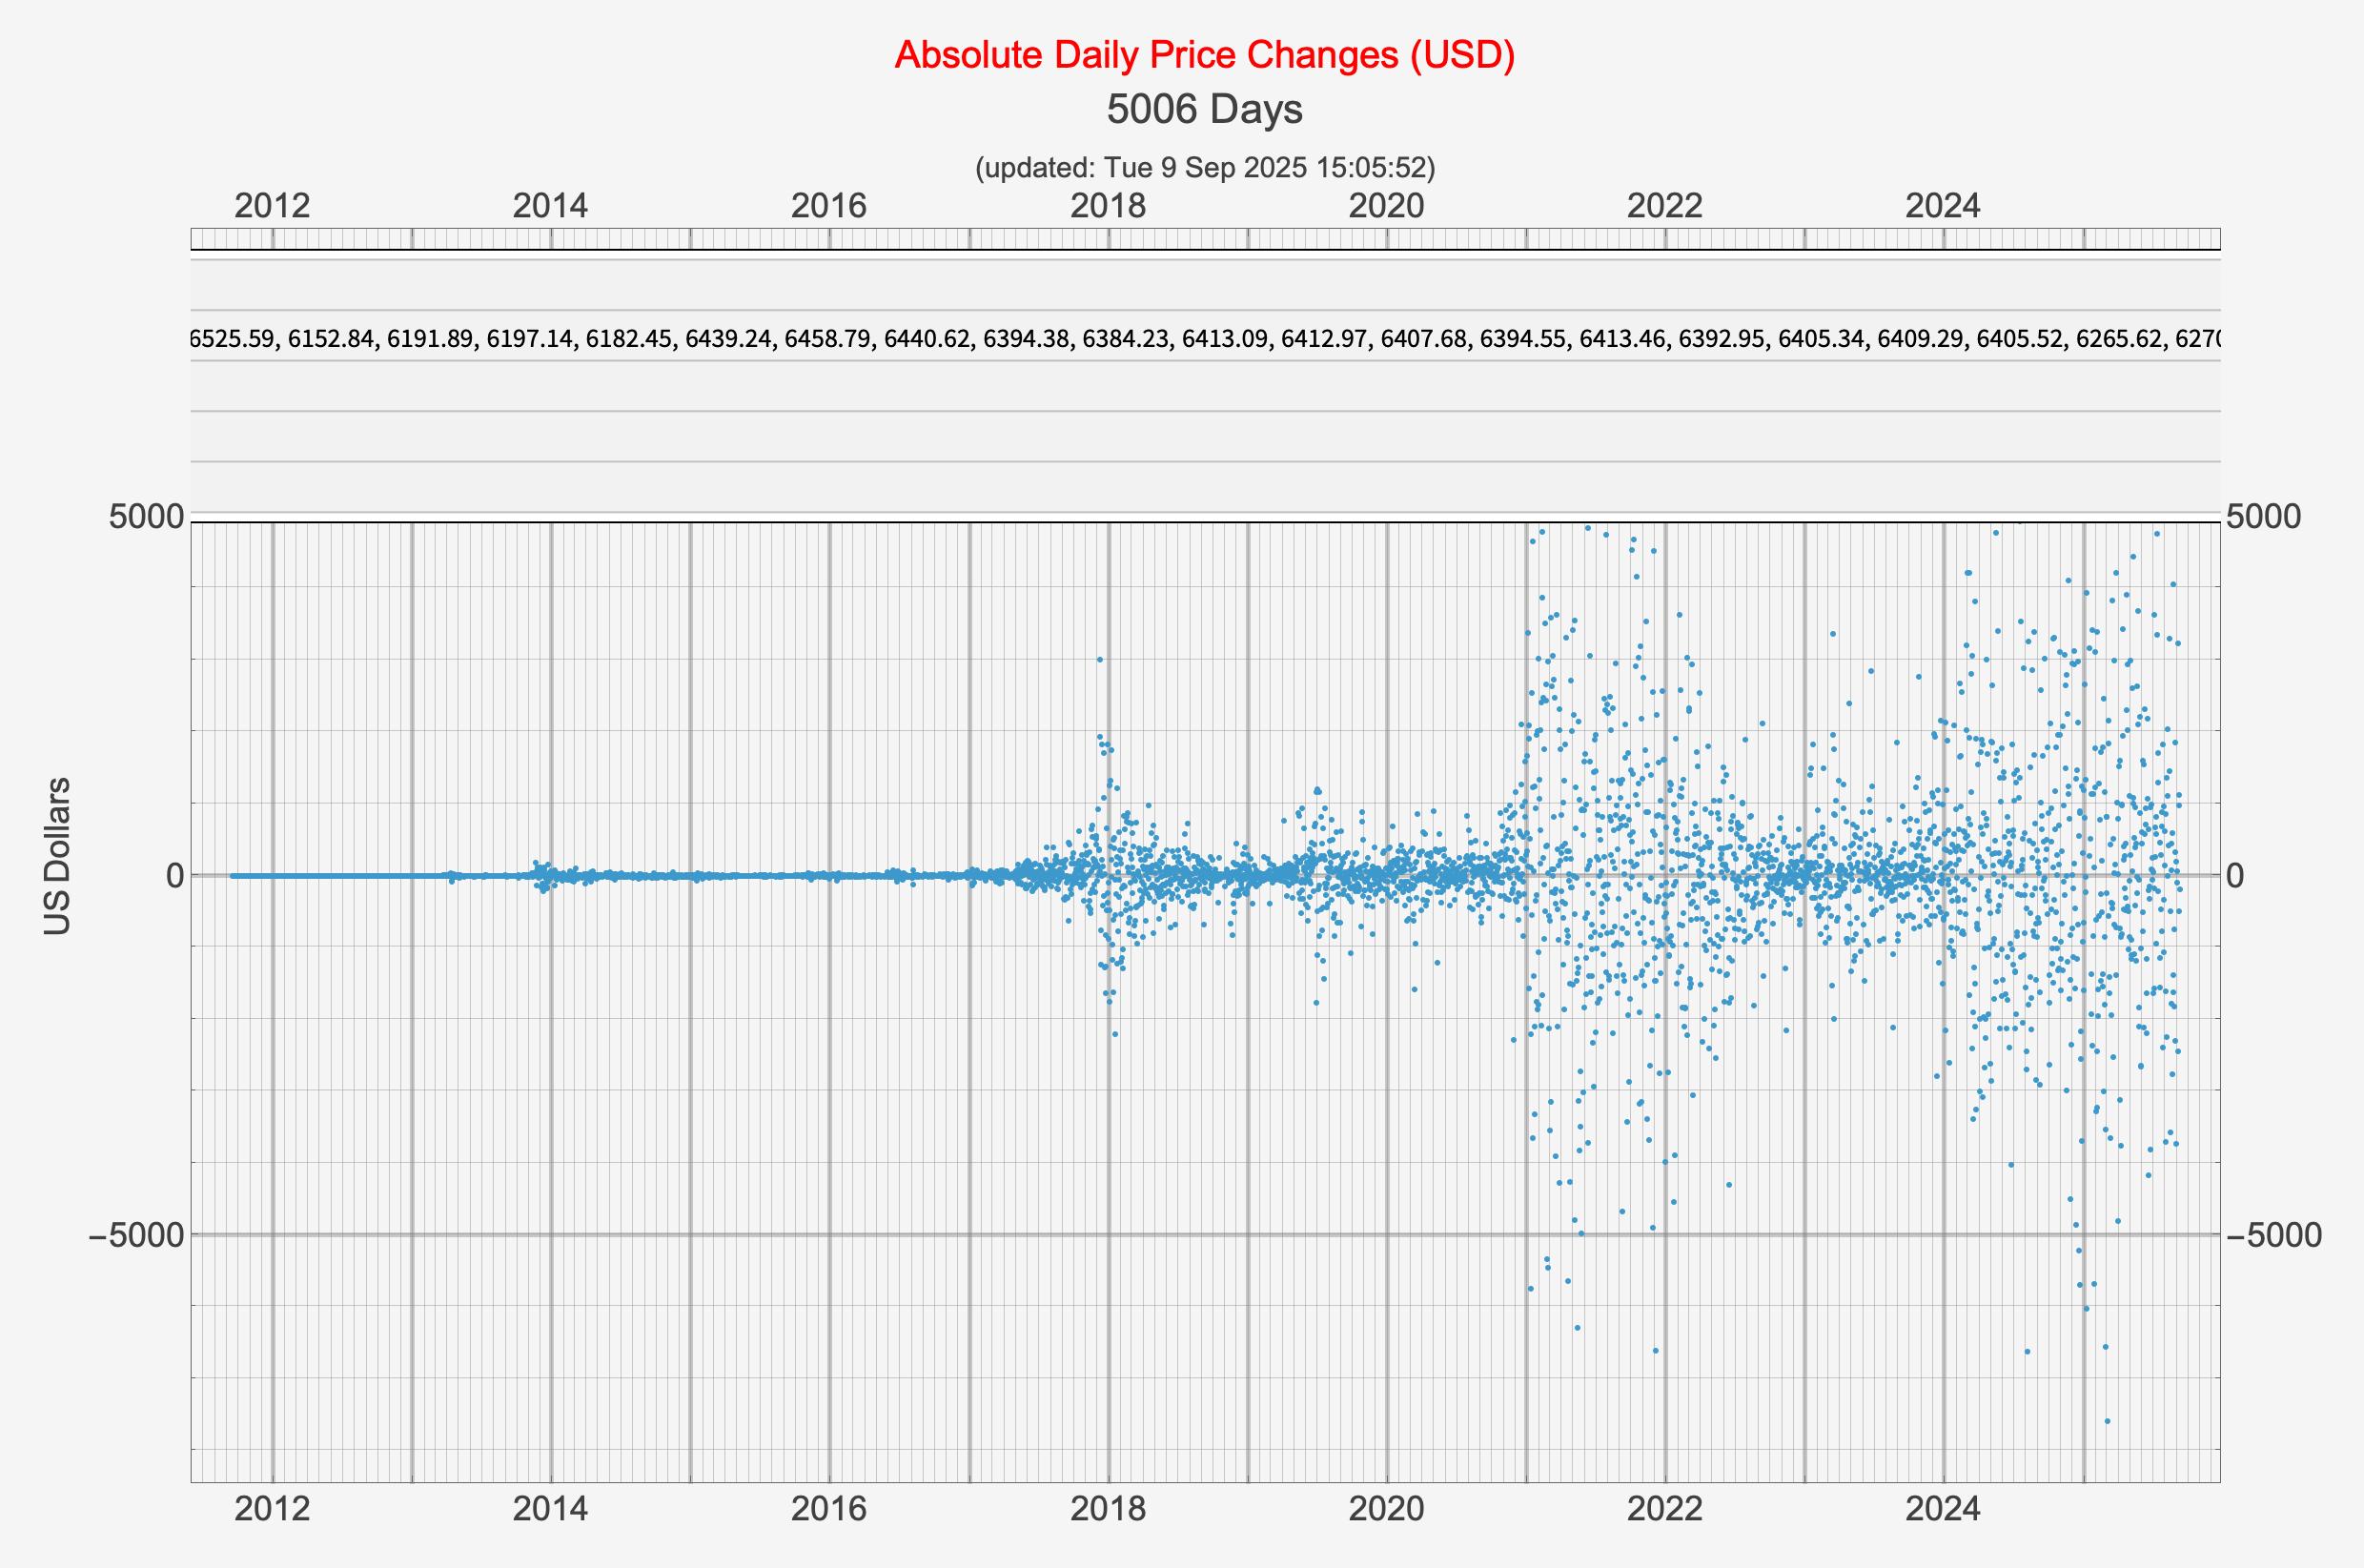 Absolute Daily Price Changes (USD)
5006 Days
(updated: Tue 9 Sep 2025 15:05:52)
2012 2014 2016 2018 2020 2022 2024
6525.59, 6152.84, 6191.89, 6197.14, 6182.45, 6439.24, 6458.79, 6440.62, 6394.38, 6384.23, 6413.09, 6412.97, 6407.68, 6394.55, 6413.46, 6392.95, 6405.34, 6409.29, 6405.52, 6265.62, 6270
5000 5000
US Dollars
0 0
−5000 −5000
2012 2014 2016 2018 2020 2022 2024